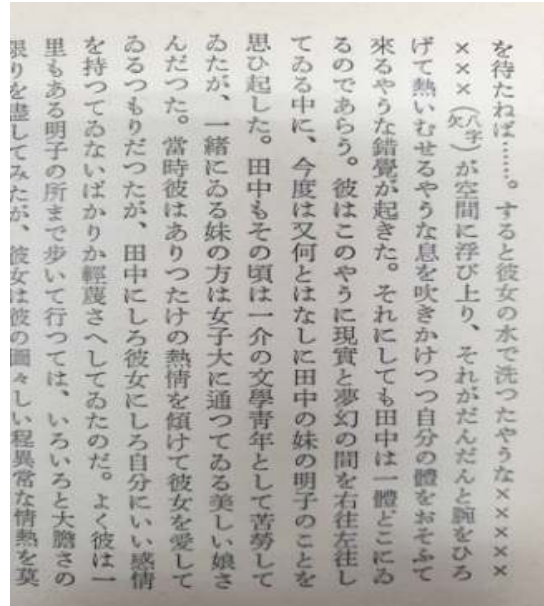 を待たねば……。すると彼女の水で洗つたやうな×××××
×××（八字欠）が空間に浮び上り、それがだんだんと腕をひろ
げて熱いむせるやうな息を吹きかけつつ自分の體をおそふて
來るやうな錯覺が起きた。それにしても田中は一體どこにゐ
るのであらう。彼はこのやうに現實と夢幻の間を右往左往し
てゐる中に、今度は又何とはなしに田中の妹の明子のことを
思ひ起した。田中もその頃は一介の文學靑年として苦勞して
ゐたが、一緖にゐる妹の方は女子大に通つてゐる美しい娘さ
んだつた。當時彼はありつたけの熱情を傾けて彼女を愛して
ゐるつもりだつたが、田中にしろ彼女にしろ自分にいい感情
を持つてゐないばかりか輕蔑さへしてゐたのだ。よく彼は一
里もある明子の所まで歩いて行つては、いろいろと大膽さの
限りを盡してみたが、彼女は彼の圖々しい程異常な情熱を莫